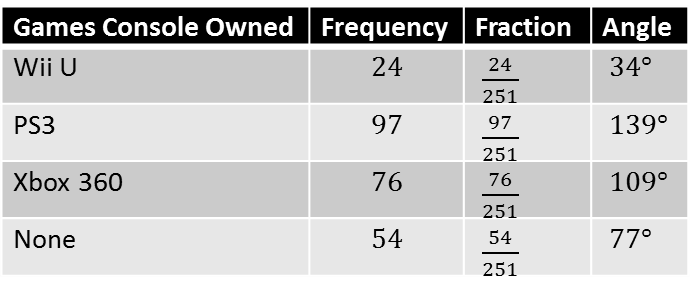 Games Console Owned Frequency Fraction Angle
Wii U 24 24/251 34°
PS3 97 97/251 139°
Xbox 360 76 76/251 109°
None 54 54/251 77°